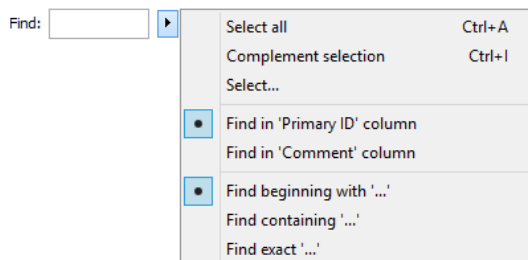 Find:
Select all Ctrl+A
Complement selection Ctrl+I
Select...
Find in 'Primary ID' column
Find in 'Comment' column
Find beginning with '...'
Find containing '...'
Find exact '...'